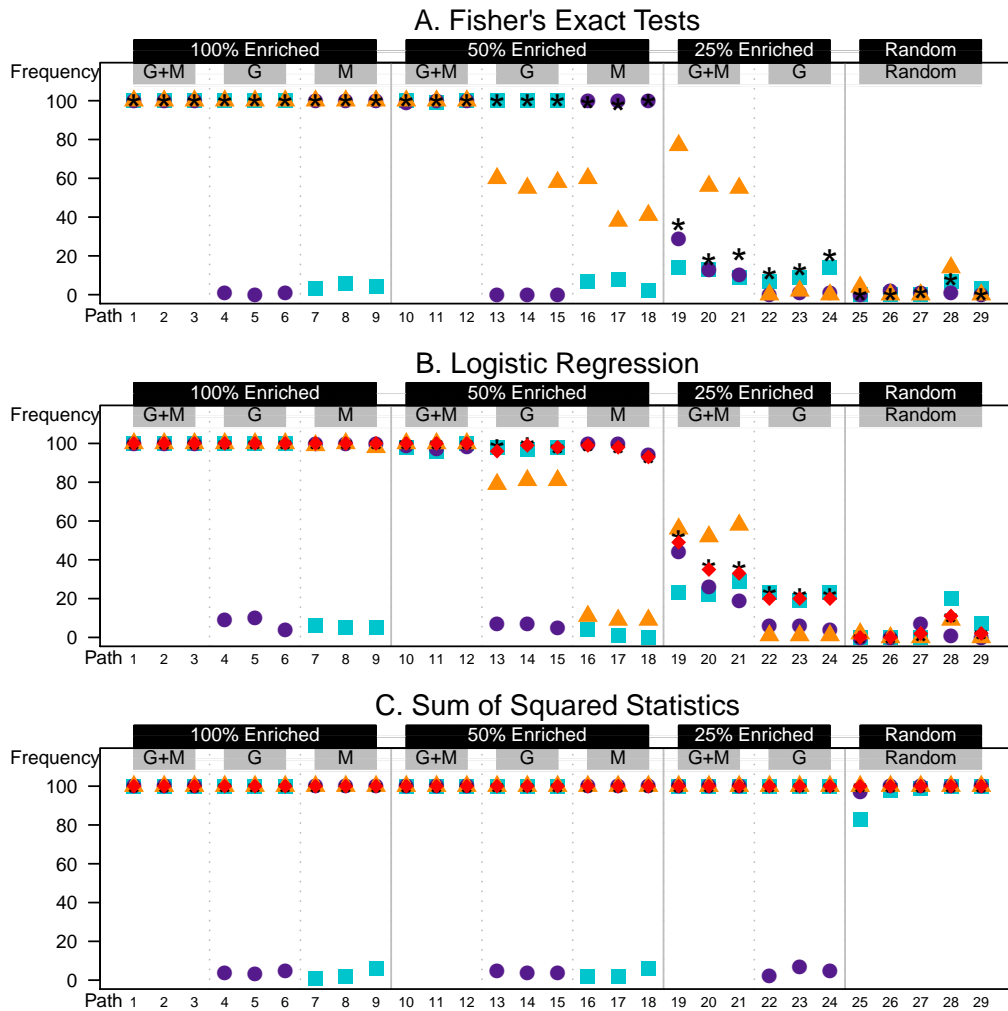 A. Fisher's Exact Tests
100% Enriched 50% Enriched 25% Enriched Random
Frequency G+M G M G+M G M G+M G Random
100
80
60
40
20
0
Path 1 2 3 4 5 6 7 8 9 10 11 12 13 14 15 16 17 18 19 20 21 22 23 24 25 26 27 28 29
B. Logistic Regression
100% Enriched 50% Enriched 25% Enriched Random
Frequency G+M G M G+M G M G+M G Random
100
80
60
40
20
0
Path 1 2 3 4 5 6 7 8 9 10 11 12 13 14 15 16 17 18 19 20 21 22 23 24 25 26 27 28 29
C. Sum of Squared Statistics
100% Enriched 50% Enriched 25% Enriched Random
Frequency G+M G M G+M G M G+M G Random
100
80
60
40
20
0
Path 1 2 3 4 5 6 7 8 9 10 11 12 13 14 15 16 17 18 19 20 21 22 23 24 25 26 27 28 29